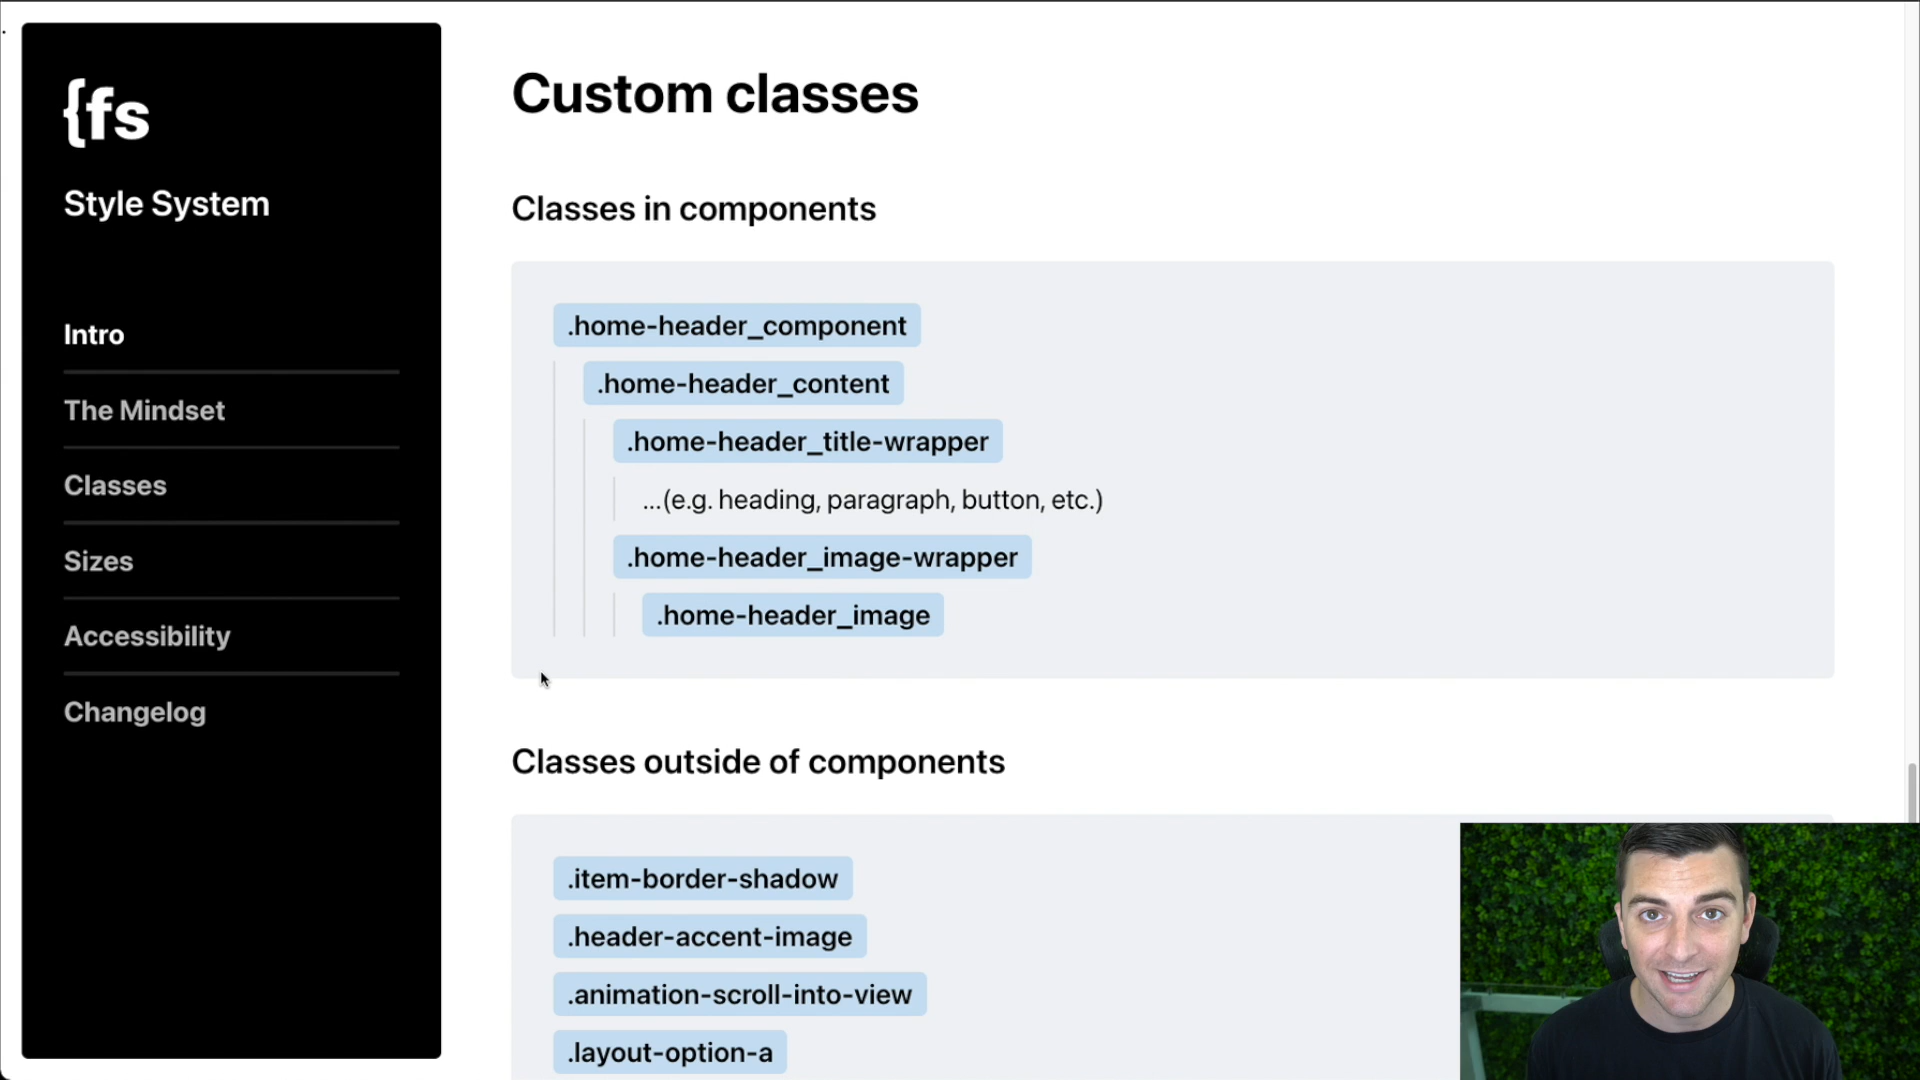 {fs
Style System
Intro
The Mindset
Classes
Sizes
Accessibility
Changelog
Custom classes
Classes in components
.home-header_component
.home-header_content
.home-header_title-wrapper
...(e.g. heading, paragraph, button, etc.)
.home-header_image-wrapper
.home-header_image
Classes outside of components
.item-border-shadow
.header-accent-image
.animation-scroll-into-view
.layout-option-a